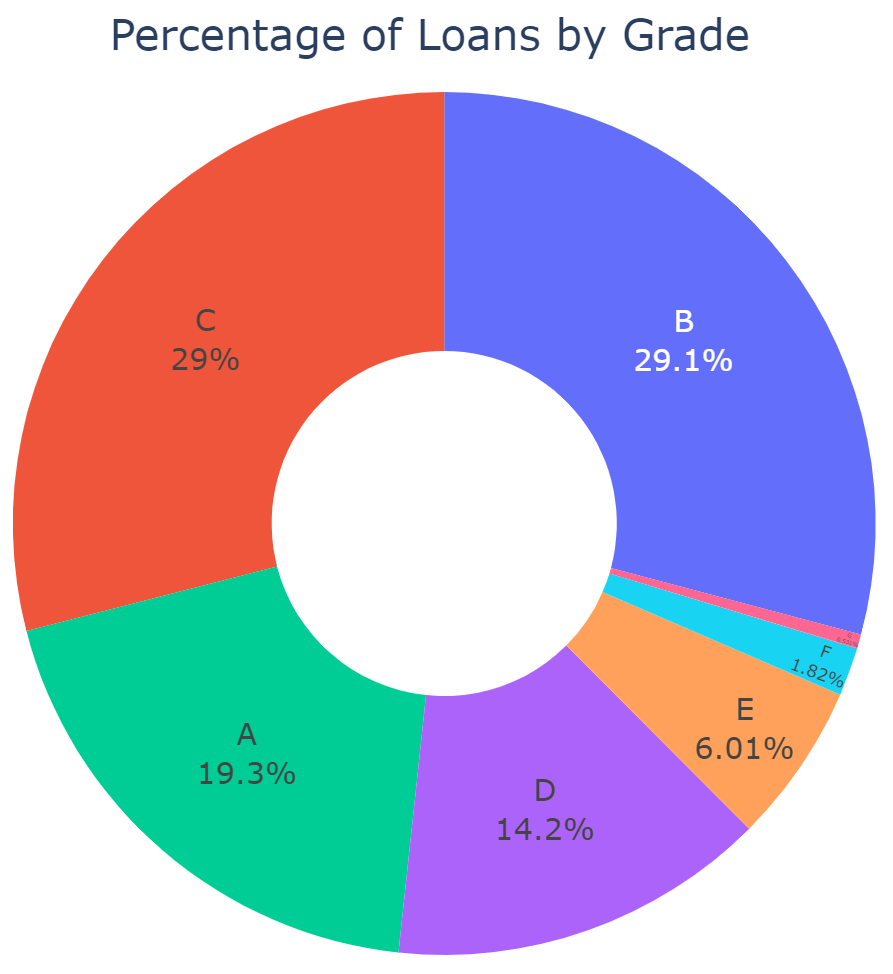 Percentage of Loans by Grade
C
29%
B
29.1%
F
1.82%
E
6.01%
A
19.3%
D
14.2%